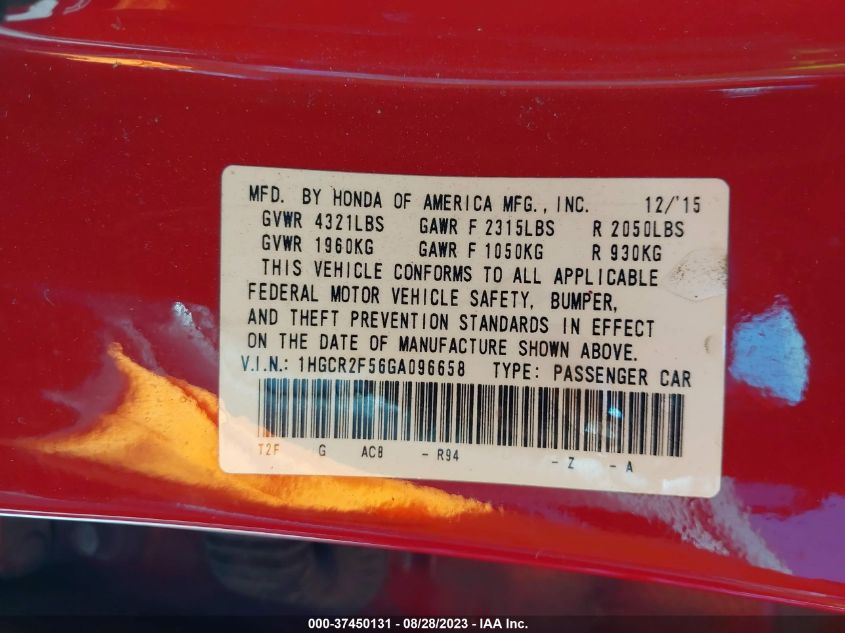 MFD. BY HONDA OF AMERICA MFG., INC. 12/'15
GVWR 4321LBS GAWR F 2315LBS R 2050LBS
GVWR 1960KG GAWR F 1050KG R 930KG
THIS VEHICLE CONFORMS TO ALL APPLICABLE
FEDERAL MOTOR VEHICLE SAFETY, BUMPER,
AND THEFT PREVENTION STANDARDS IN EFFECT
ON THE DATE OF MANUFACTURE SHOWN ABOVE.
V.I.N.: 1HGCR2F56GA096658 TYPE: PASSENGER CAR
T2F G AC8 - R94 - Z - A
000-37450131 - 08/28/2023 - IAA Inc.